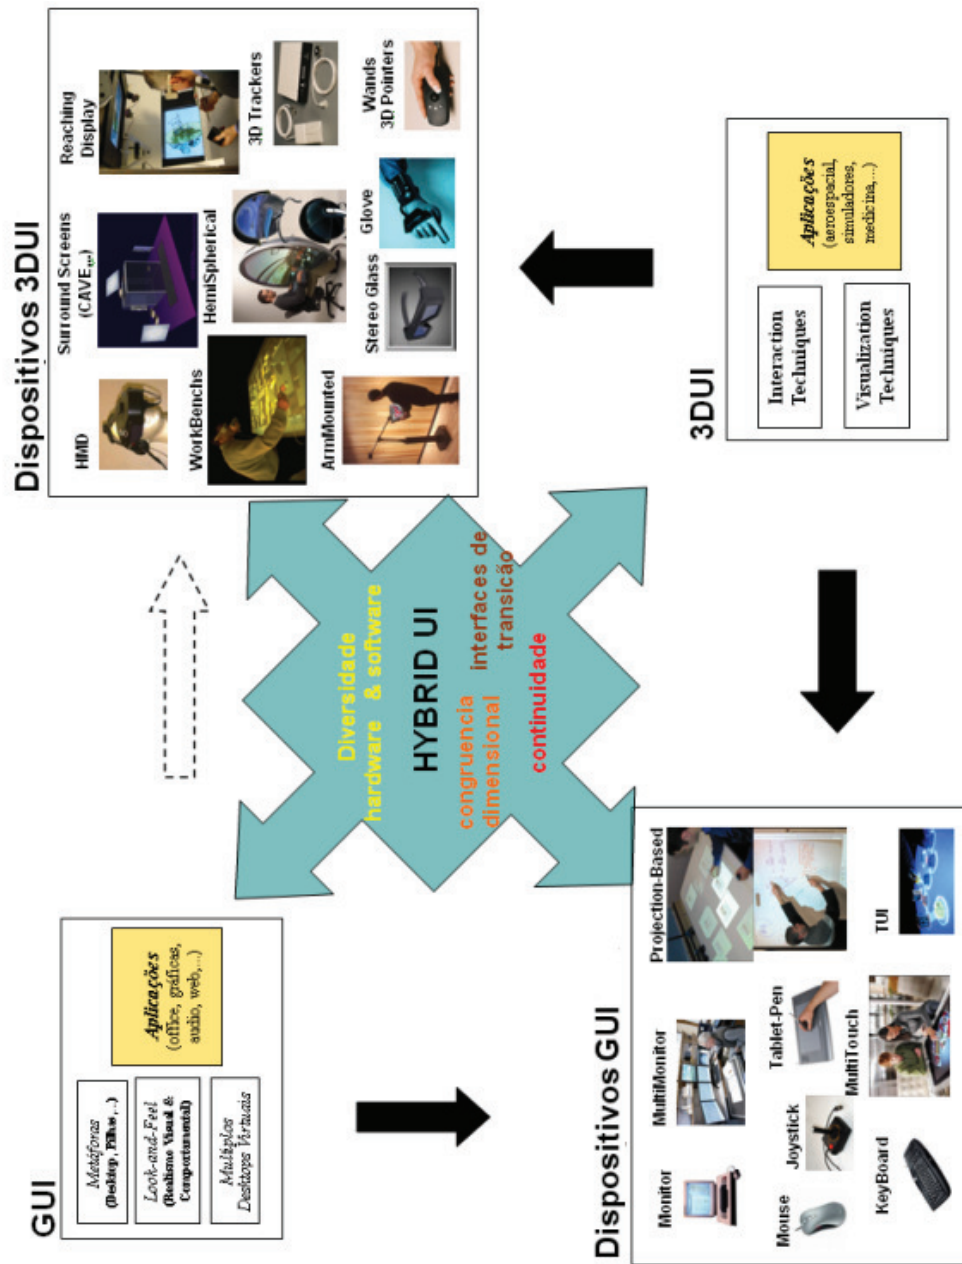 GUI
Metáforas
(Desktop, Pilhas,..)
Look-and-Feel
(Realismo Visual &
Comportamental)
Múltiplos
Desktops Virtuais
Aplicações
(office, gráficas,
audio, web,...)
Dispositivos 3DUI
HMD
Surround Screens
(CAVE,...)
Reaching
Display
WorkBenchs
HemiSpherical
3D Trackers
ArmMounted
Stereo Glass
Glove
Wands
3D Pointers
Diversidade
hardware & software
HYBRID UI
congruencia
dimensional
interfaces de
transição
continuidade
Dispositivos GUI
Monitor
MultiMonitor
Projection-Based
Mouse
Joystick
Tablet-Pen
KeyBoard
MultiTouch
TUI
3DUI
Interaction
Techniques
Visualization
Techniques
Aplicações
(aeroespacial,
simuladores,
medicina,...)